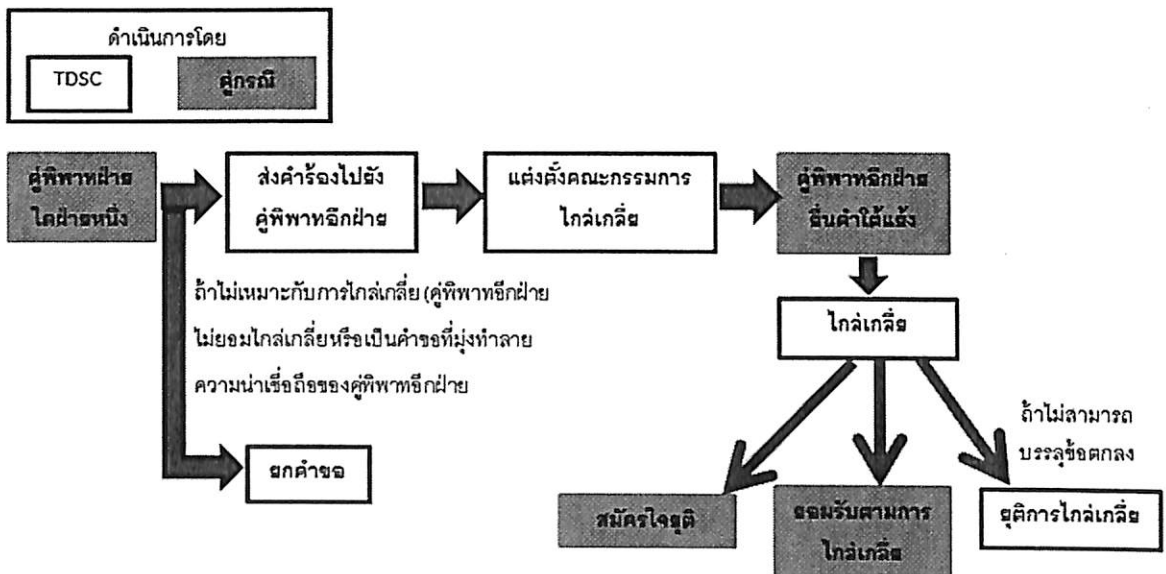 ดำเนินการโดย
TDSC
คู่กรณี
คู่พิพาทฝ่าย
ใดฝ่ายหนึ่ง
ส่งคำร้องไปยัง
คู่พิพาทอีกฝ่าย
แต่งตั้งคณะกรรมการ
ไกล่เกลี่ย
คู่พิพาทอีกฝ่าย
ยื่นคำโต้แย้ง
ถ้าไม่เหมาะกับการไกล่เกลี่ย (คู่พิพาทอีกฝ่าย
ไม่ยอมไกล่เกลี่ยหรือเป็นคำขอที่มุ่งทำลาย
ความน่าเชื่อถือของคู่พิพาทอีกฝ่าย
ยกคำขอ
ไกล่เกลี่ย
ถ้าไม่สามารถ
บรรลุข้อตกลง
สมัครใจยุติ
ยอมรับตามการ
ไกล่เกลี่ย
ยุติการไกล่เกลี่ย